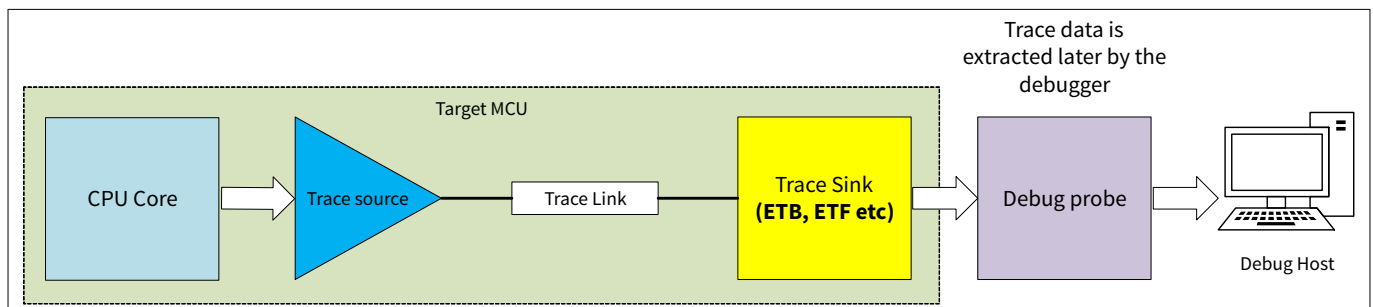 Trace data is
extracted later by the
debugger
Target MCU
CPU Core
Trace source
Trace Link
Trace Sink
(ETB, ETF etc)
Debug probe
Debug Host